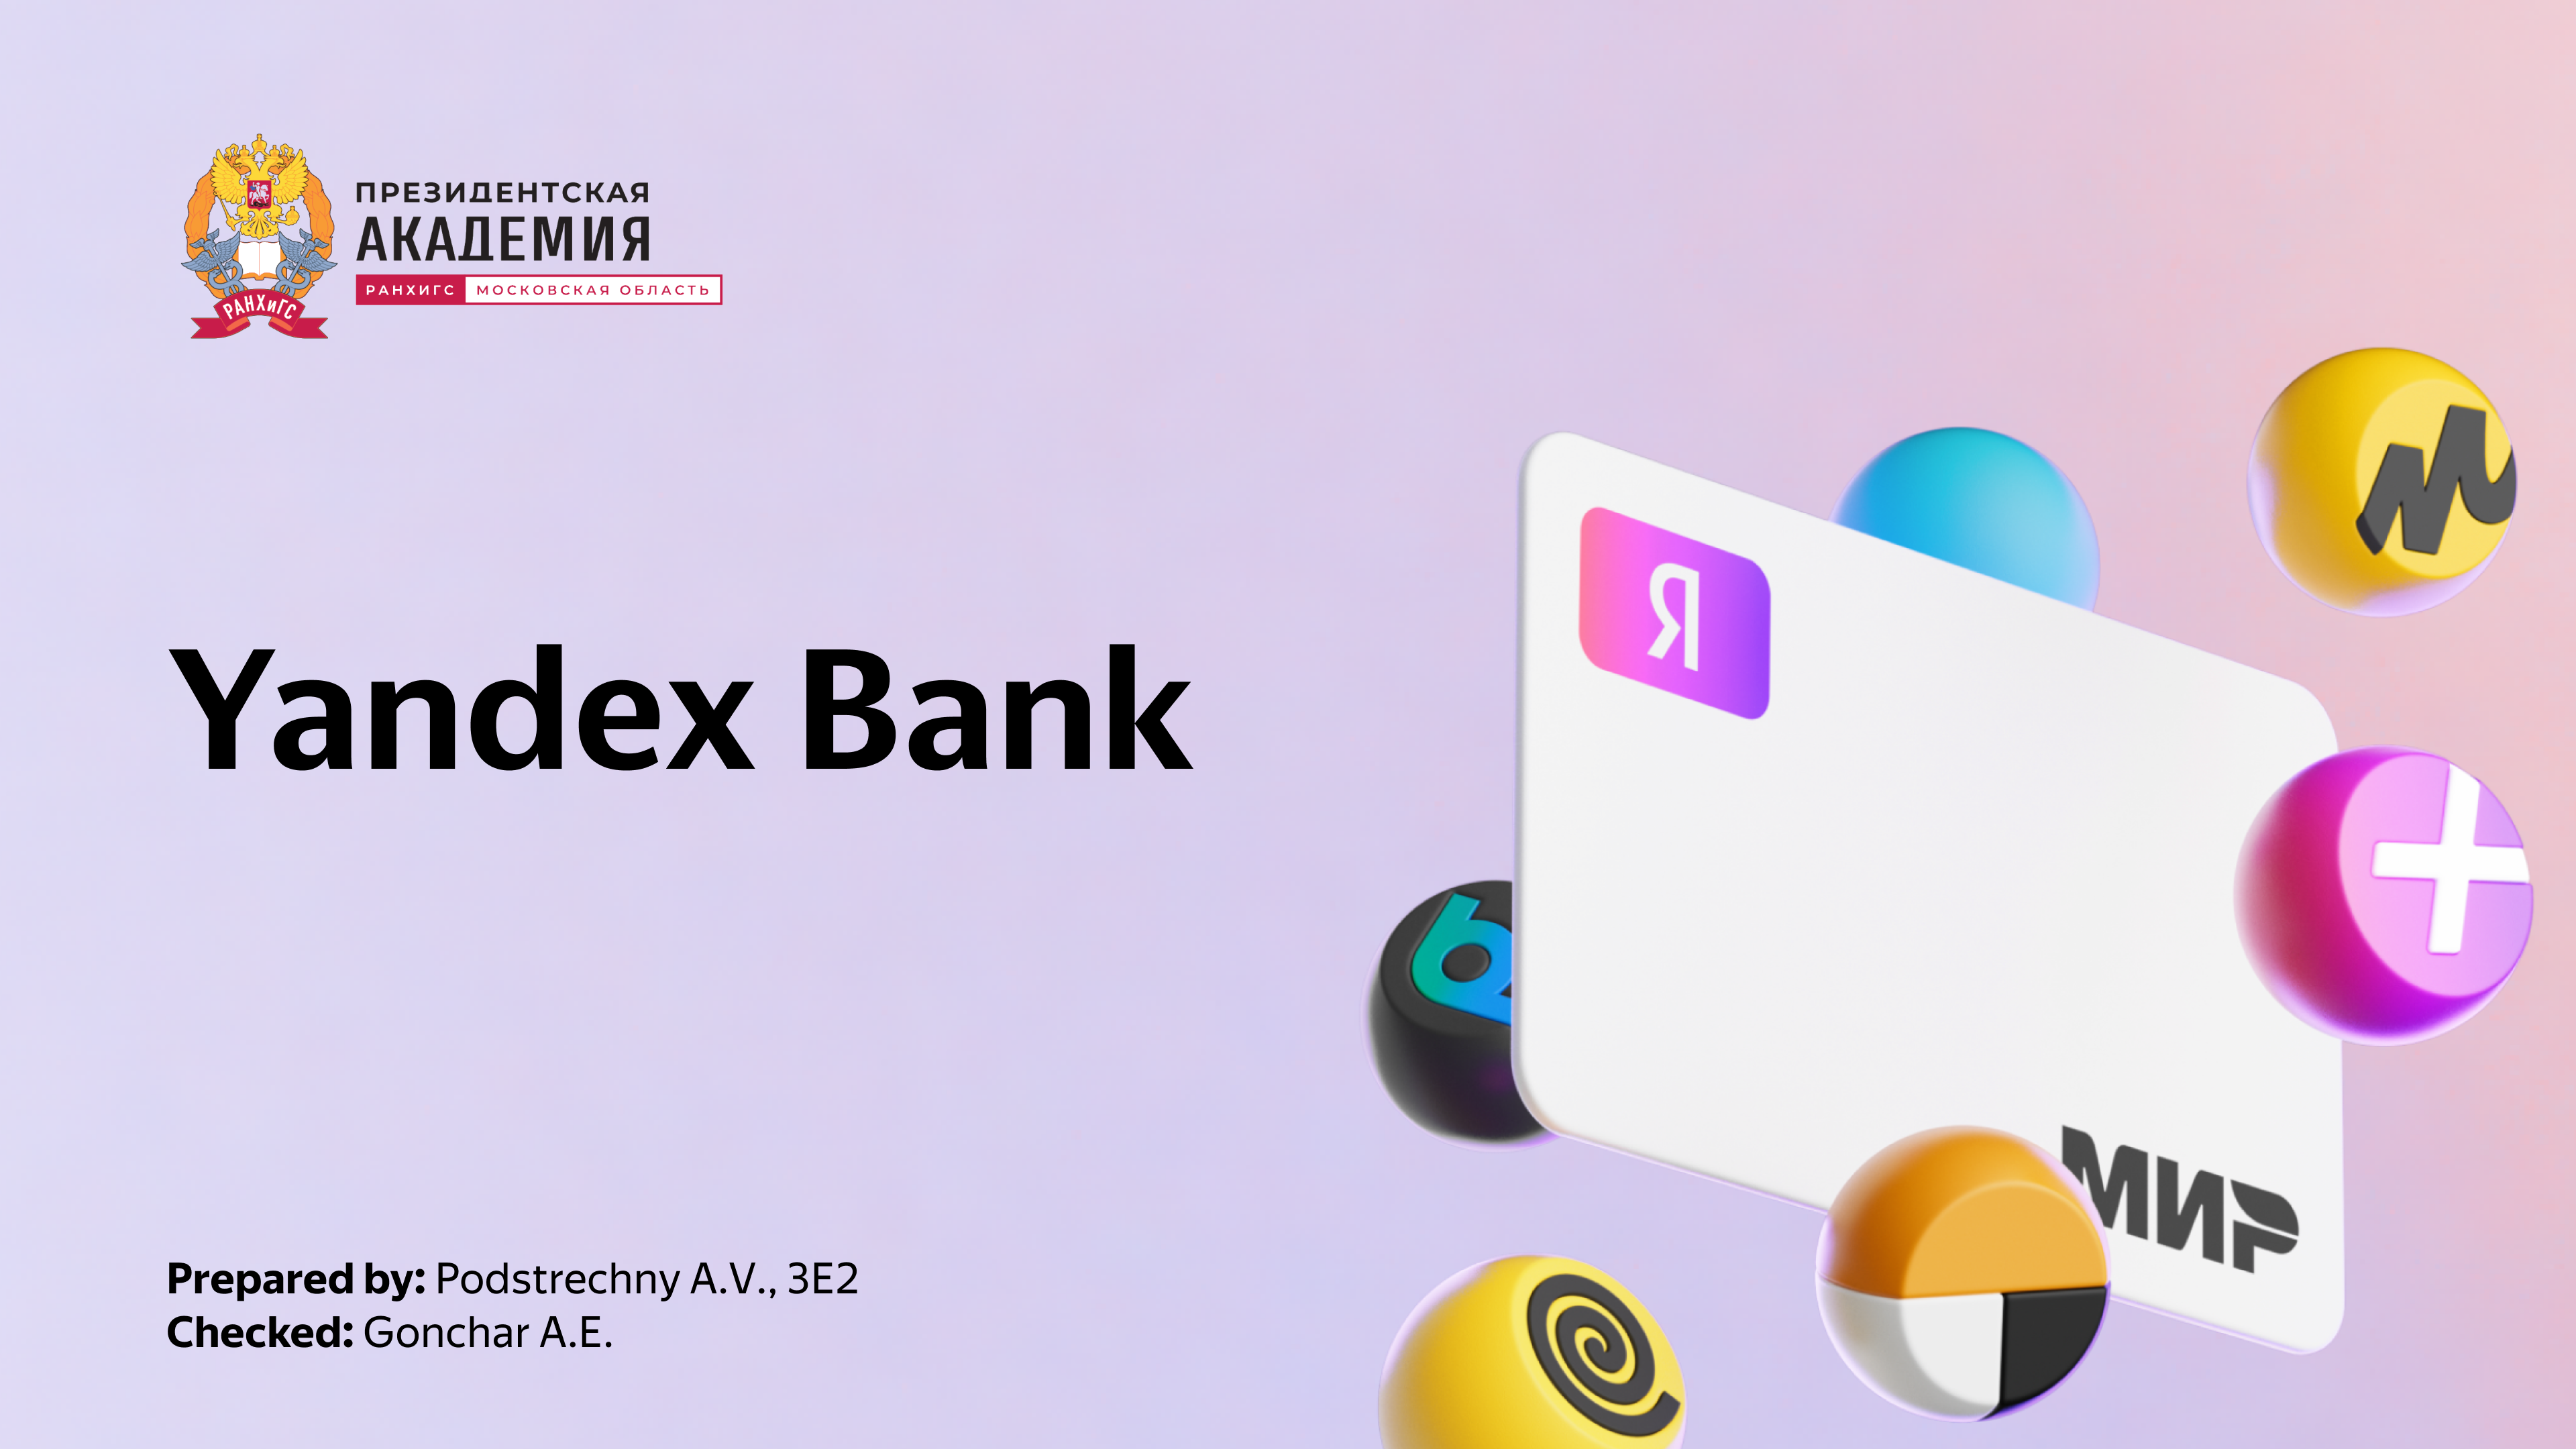 ПРЕЗИДЕНТСКАЯ
АКАДЕМИЯ
РАНХИГС МОСКОВСКАЯ ОБЛАСТЬ
РАНХиГС
Yandex Bank
Я
МИР
Prepared by: Podstrechny A.V., 3E2
Checked: Gonchar A.E.